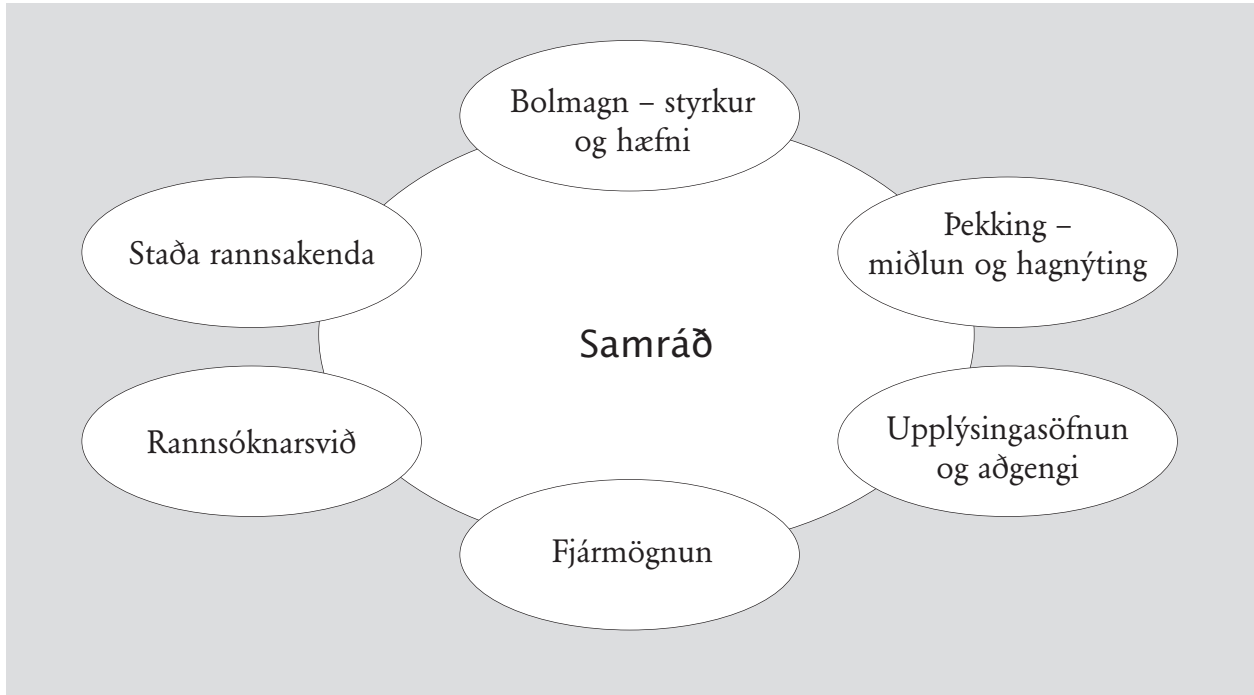 Bolmagn – styrkur
og hæfni
Staða rannsakenda
Þekking –
miðlun og hagnýting
Samráð
Rannsóknarsvið
Upplýsingasöfnun
og aðgengi
Fjármögnun